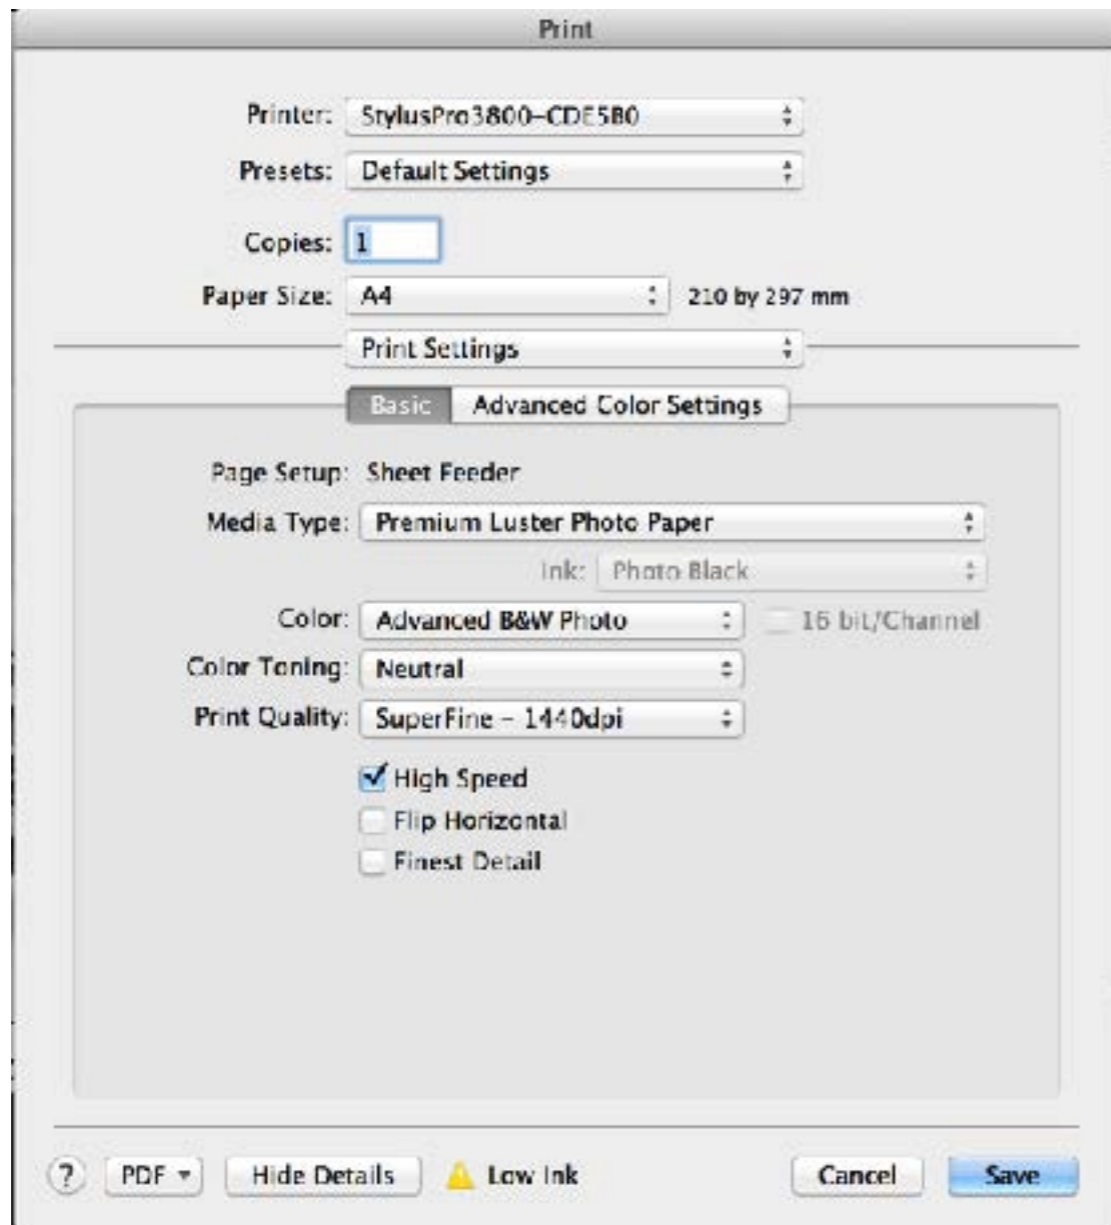 Print
Printer: StylusPro3800-CDE5B0
Presets: Default Settings
Copies: 1
Paper Size: A4 210 by 297 mm
Print Settings
Basic Advanced Color Settings
Page Setup: Sheet Feeder
Media Type: Premium Luster Photo Paper
Ink: Photo Black
Color: Advanced B&W Photo 16 bit/Channel
Color Toning: Neutral
Print Quality: SuperFine - 1440dpi
High Speed
Flip Horizontal
Finest Detail
? PDF Hide Details Low Ink Cancel Save